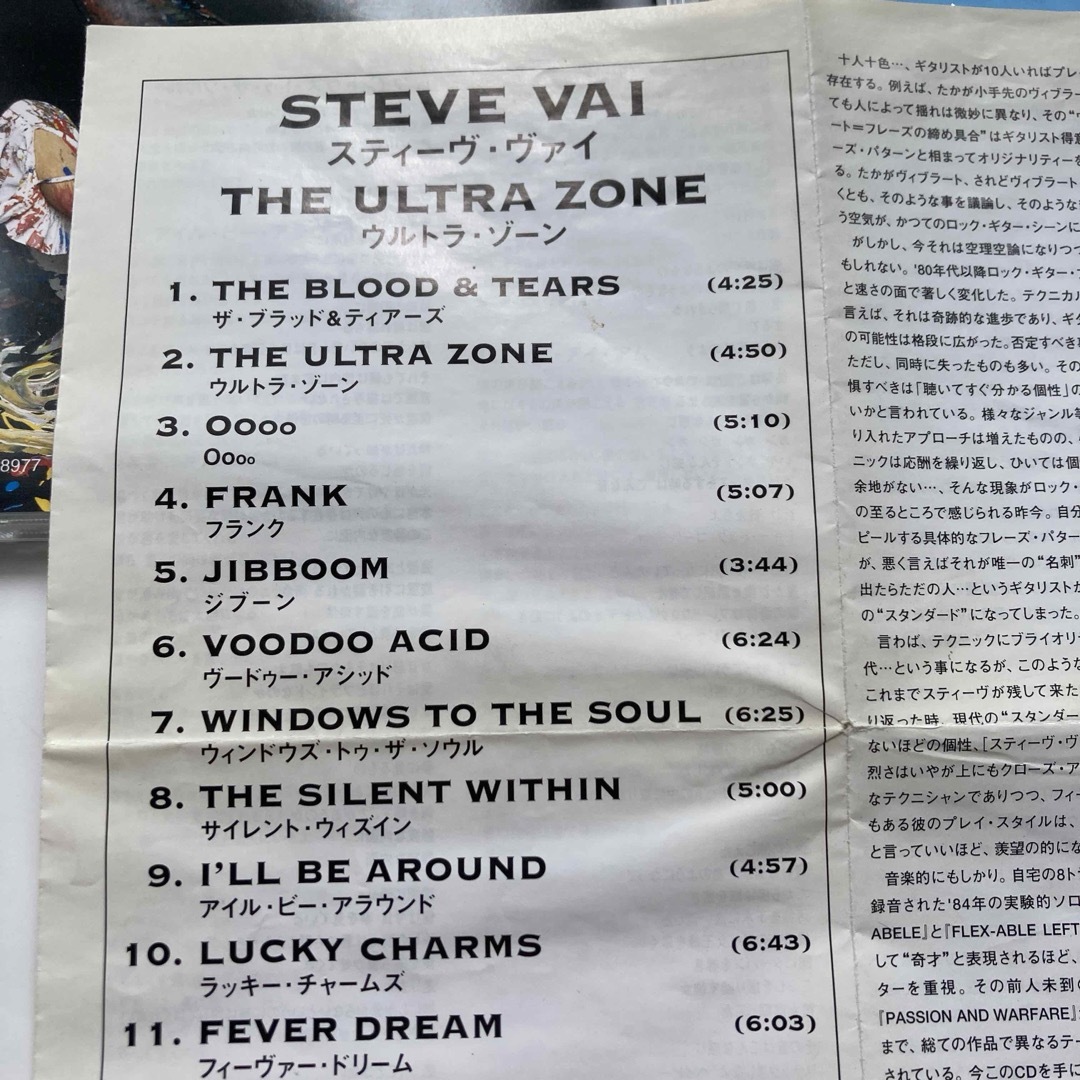 STEVE VAI
スティーヴ・ヴァイ
THE ULTRA ZONE
ウルトラ・ゾーン
1. THE BLOOD & TEARS (4:25)
ザ・ブラッド&ティアーズ
2. THE ULTRA ZONE (4:50)
ウルトラ・ゾーン
3. Oooo (5:10)
Oooo
4. FRANK (5:07)
フランク
5. JIBBOOM (3:44)
ジブーン
6. VOODOO ACID (6:24)
ヴードゥー・アシッド
7. WINDOWS TO THE SOUL (6:25)
ウィンドウズ・トゥ・ザ・ソウル
8. THE SILENT WITHIN (5:00)
サイレント・ウィズイン
9. I'LL BE AROUND (4:57)
アイル・ビー・アラウンド
10. LUCKY CHARMS (6:43)
ラッキー・チャームズ
11. FEVER DREAM (6:03)
フィーヴァー・ドリーム
8977
十人十色…、ギタリストが10人いればプレ
存在する。例えば、たかが小手先のヴィブラー
ても人によって揺れは微妙に異なり、その
ート=フレーズの締め具合”はギタリスト得意
ーズ・パターンと相まってオリジナリティーを
る。たかがヴィブラート、されどヴィブラート
くとも、そのような事を議論し、そのような
う空気が、かつてのロック・ギター・シーンに
がしかし、今それは空理空論になりつつ
もしれない。'80年代以降ロック・ギター・
と速さの面で著しく変化した。テクニカル
言えば、それは奇跡的な進歩であり、ギタ
の可能性は格段に広がった。否定すべき
ただし、同時に失ったものも多い。その
惧すべきは「聴いてすぐ分かる個性」の
いかと言われている。様々なジャンル等
り入れたアプローチは増えたものの、
ニックは応酬を繰り返し、ひいては個
余地がない…、そんな現象がロック・
の至るところで感じられる昨今。自分
ピールする具体的なフレーズ・パター
が、悪く言えばそれが唯一の“名刺”
出たらただの人…というギタリストが
の“スタンダード”になってしまった。
言わば、テクニックにプライオリ
代…という事になるが、このような
これまでスティーヴが残して来た
り返った時、現代の“スタンダー
ないほどの個性、[スティーヴ・ヴ
烈さはいやが上にもクローズ・ア
なテクニシャンでありつつ、フィー
もある彼のプレイ・スタイルは、
と言っていいほど、羨望の的にな
音楽的にもしかり。自宅の8ト
録音された'84年の実験的ソロ
ABELE』と『FLEX-ABLE LEFT
して“奇才”と表現されるほど、
ターを重視。その前人未到の
『PASSION AND WARFARE』
まで、総ての作品で異なるテー
されている。今このCDを手に